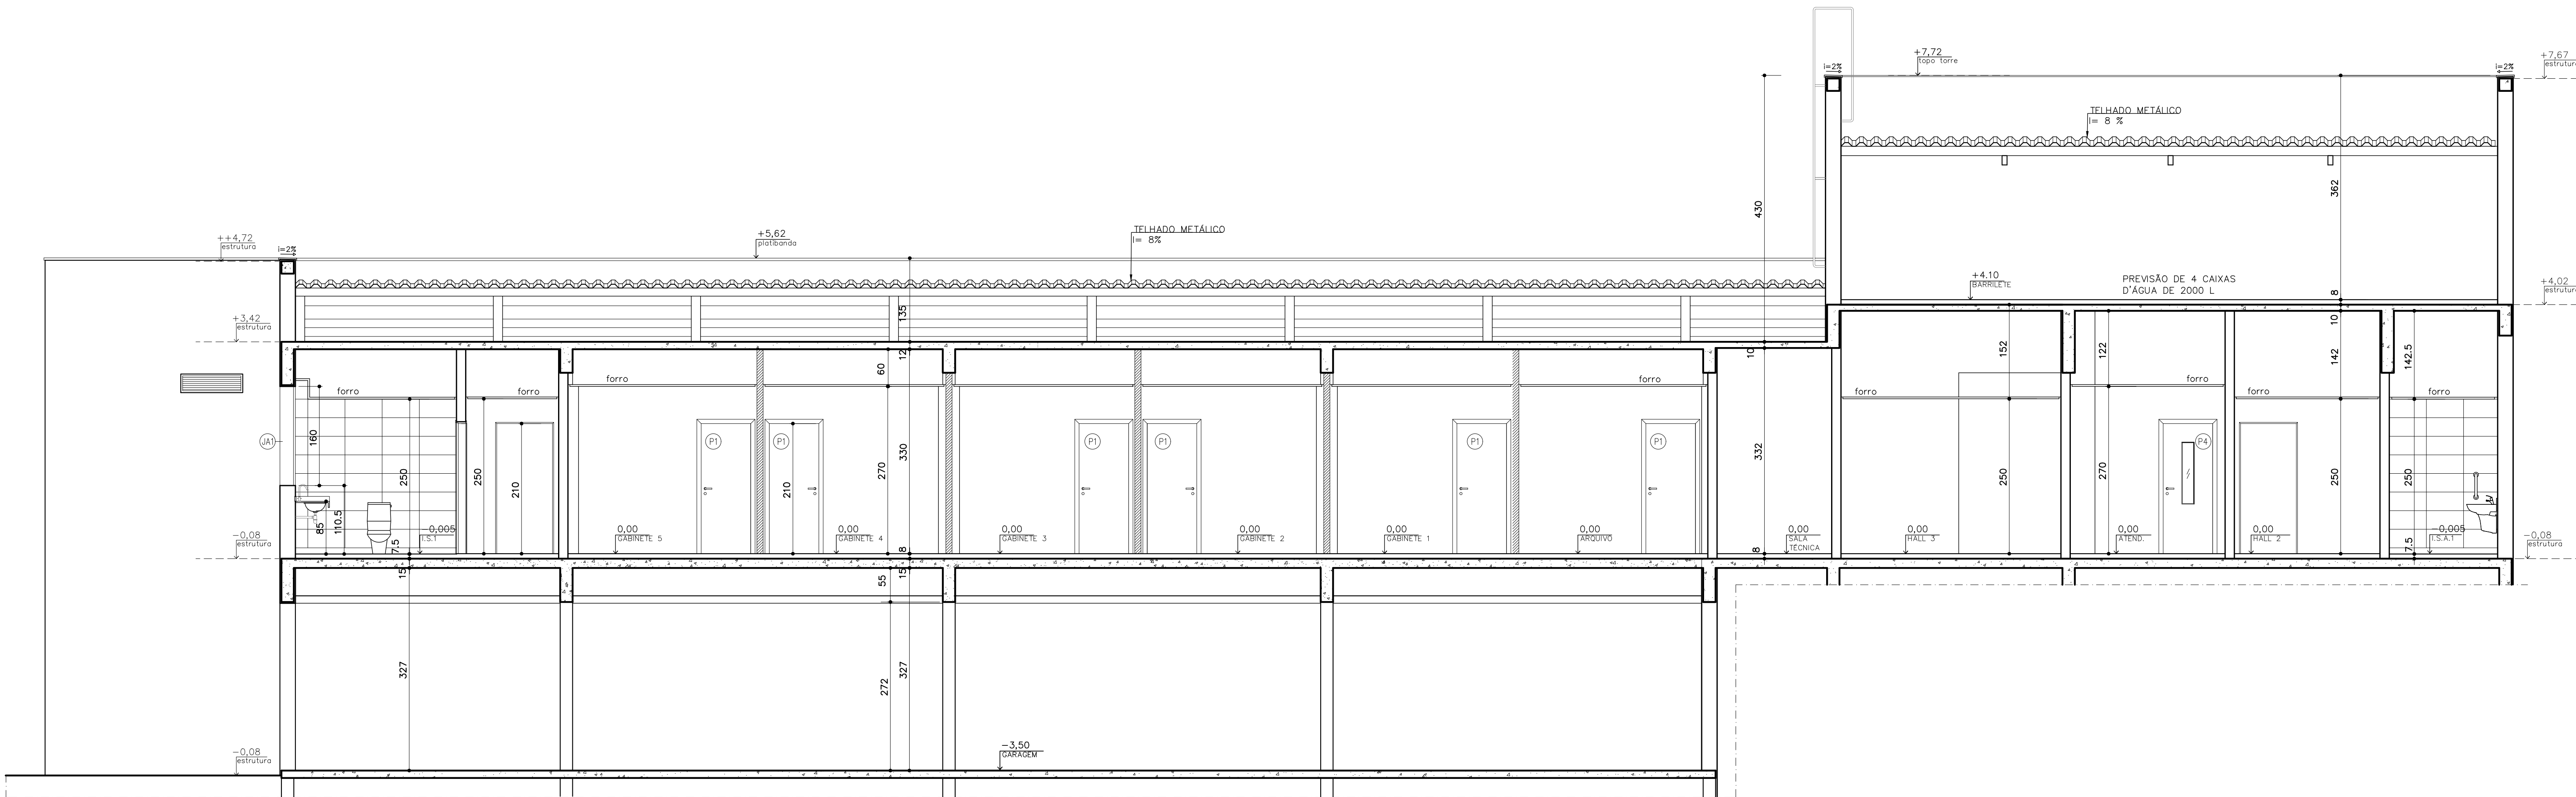 +7,72
topo torre
+7,67
estrutura
i=2%
i=2%
TELHADO METÁLICO
i= 8 %
430
362
++4,72
estrutura
i=2%
+5,62
platibanda
TELHADO METÁLICO
i= 8%
+4.10
BARRILETE
PREVISÃO DE 4 CAIXAS
D'ÁGUA DE 2000 L
8
+4,02
estrutura
+3,42
estrutura
135
12
10
10
152
122
142
142.5
60
forro
forro
forro
forro
forro
forro
forro
forro
JA1
160
250
250
210
P1
P1
210
270
330
P1
P1
P1
P1
332
250
270
P4
250
250
85
110.5
7.5
-0,005
I.S.1
0,00
GABINETE 5
0,00
GABINETE 4
8
0,00
GABINETE 3
0,00
GABINETE 2
0,00
GABINETE 1
0,00
ARQUIVO
8
0,00
SALA
TÉCNICA
0,00
HALL 3
0,00
ATEND.
0,00
HALL 2
7.5
-0,005
I.S.A.1
-0,08
estrutura
-0,08
estrutura
15
55
15
327
272
327
-3,50
GARAGEM
-0,08
estrutura